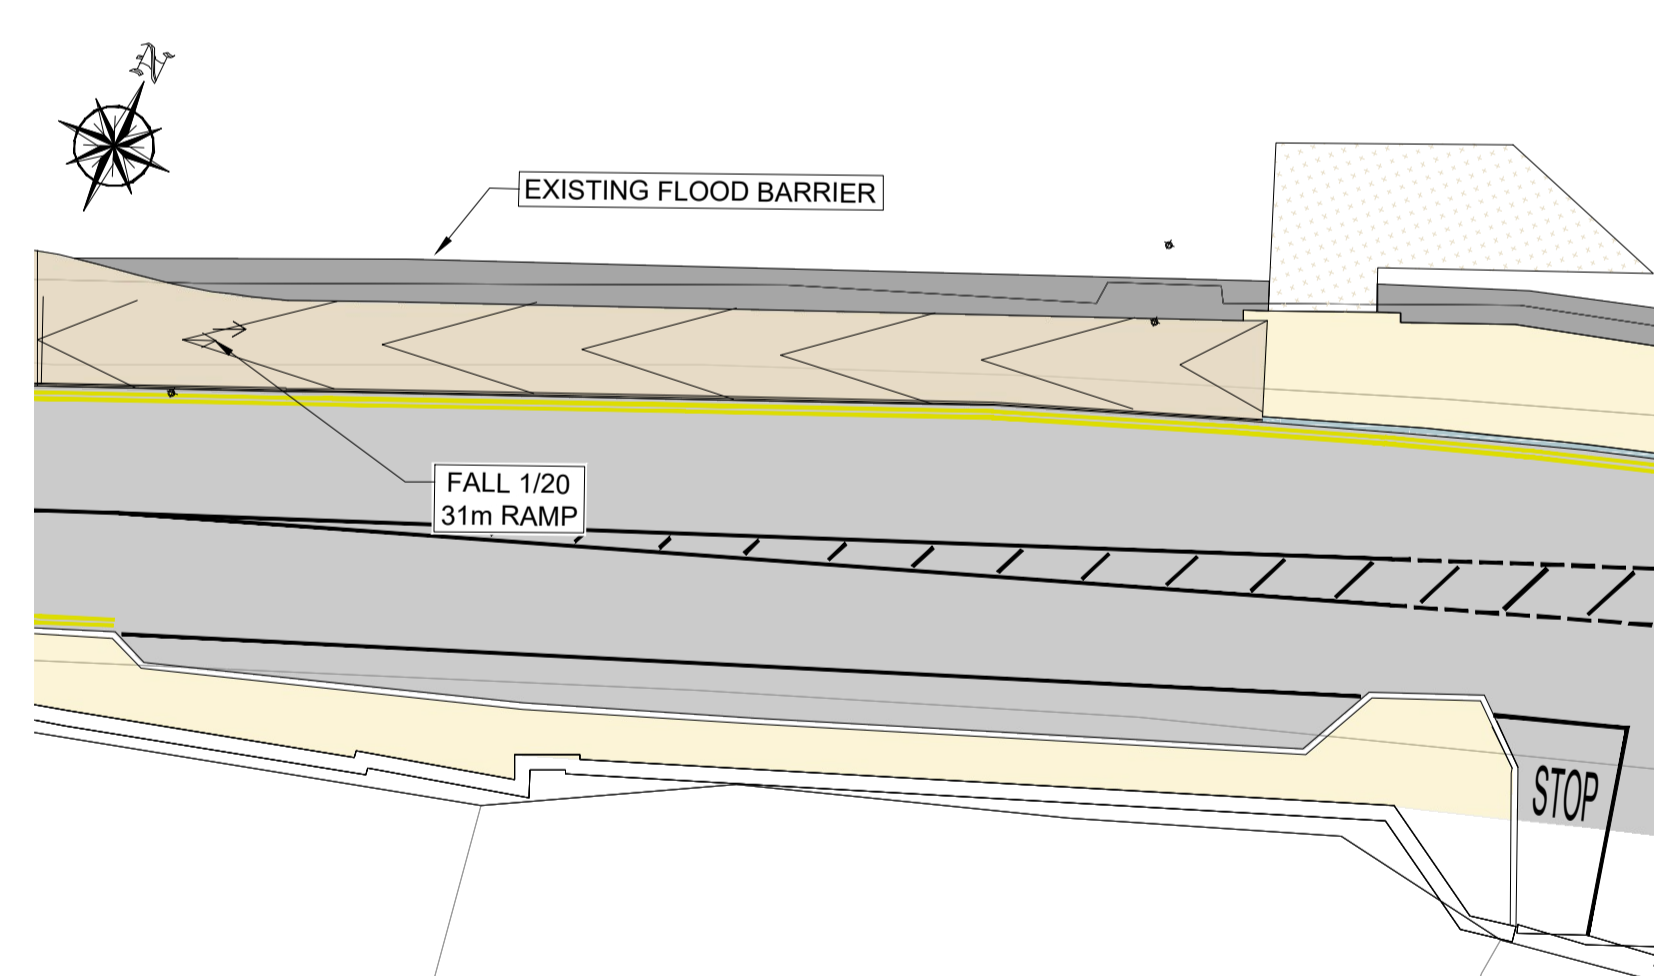 N
EXISTING FLOOD BARRIER
FALL 1/20
31m RAMP
STOP